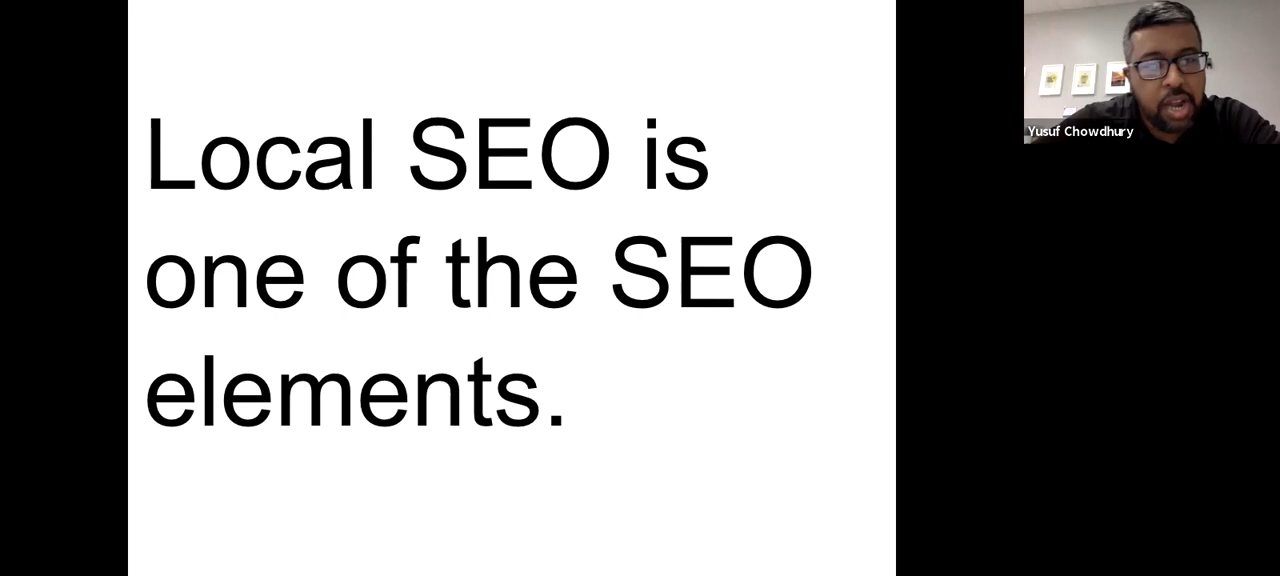 Local SEO is
one of the SEO
elements.
Yusuf Chowdhury